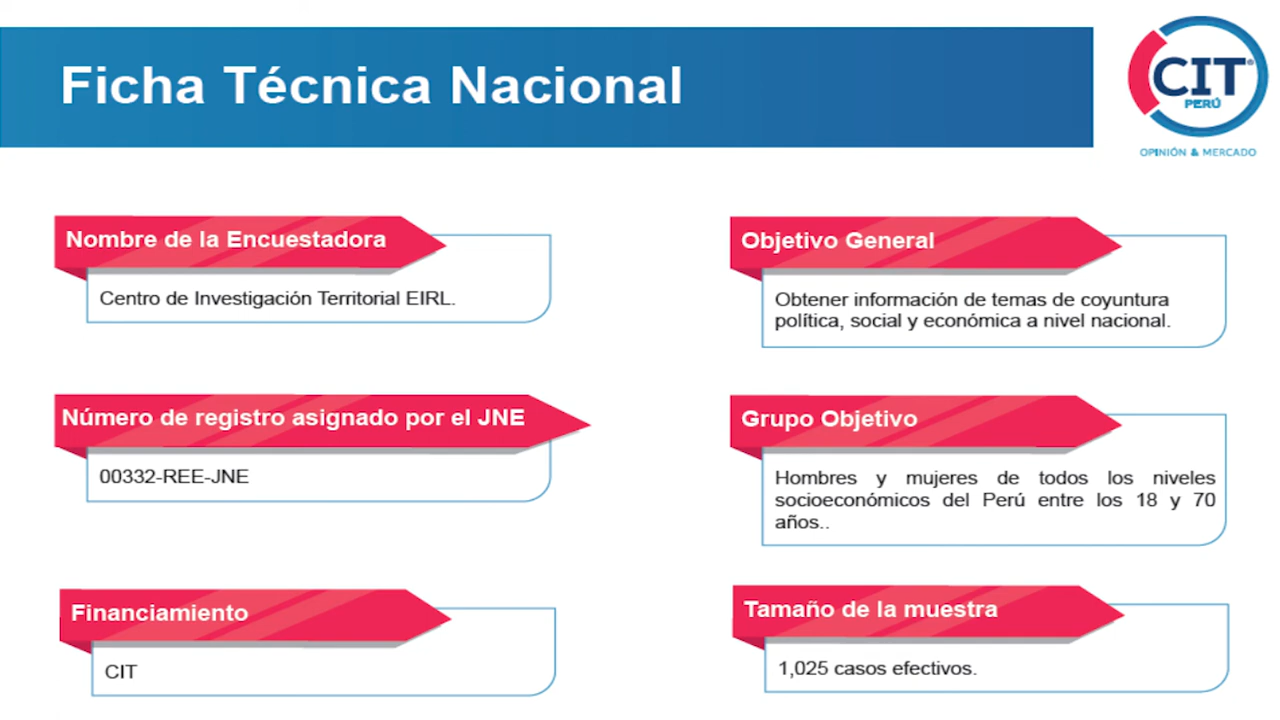 Ficha Técnica Nacional
CIT®
PERÚ
OPINIÓN & MERCADO
Nombre de la Encuestadora
Centro de Investigación Territorial EIRL.
Número de registro asignado por el JNE
00332-REE-JNE
Financiamiento
CIT
Objetivo General
Obtener información de temas de coyuntura
política, social y económica a nivel nacional.
Grupo Objetivo
Hombres y mujeres de todos los niveles
socioeconómicos del Perú entre los 18 y 70
años..
Tamaño de la muestra
1,025 casos efectivos.